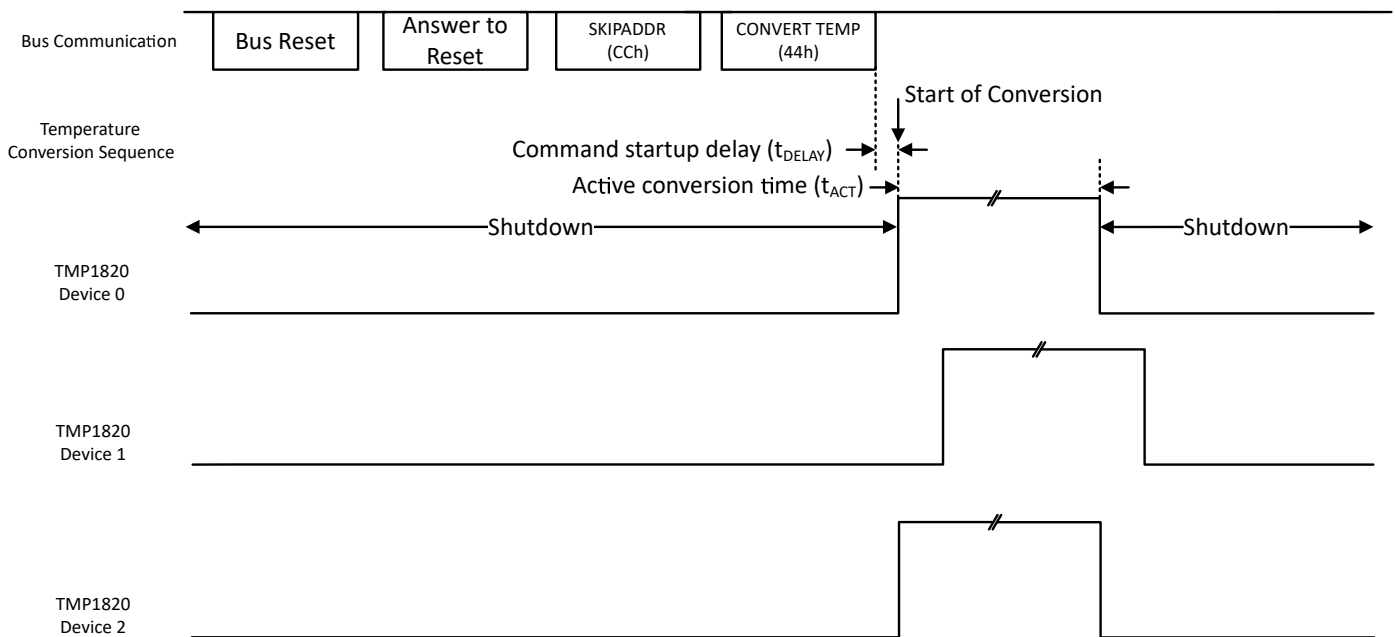 Bus Communication
Bus Reset
Answer to
Reset
SKIPADDR
(CCh)
CONVERT TEMP
(44h)
Start of Conversion
Temperature
Conversion Sequence
Command startup delay (tDELAY)
Active conversion time (tACT)
Shutdown
Shutdown
TMP1820
Device 0
TMP1820
Device 1
TMP1820
Device 2